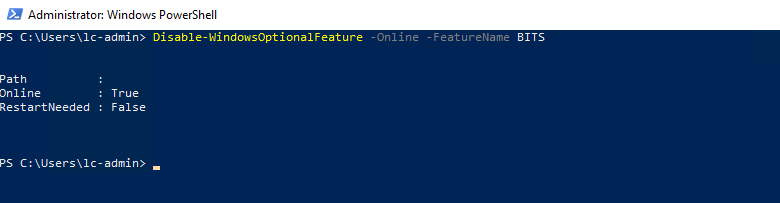 Administrator: Windows PowerShell
PS C:\Users\lc-admin> Disable-WindowsOptionalFeature -Online -FeatureName BITS
Path          :
Online        : True
RestartNeeded : False
PS C:\Users\lc-admin>